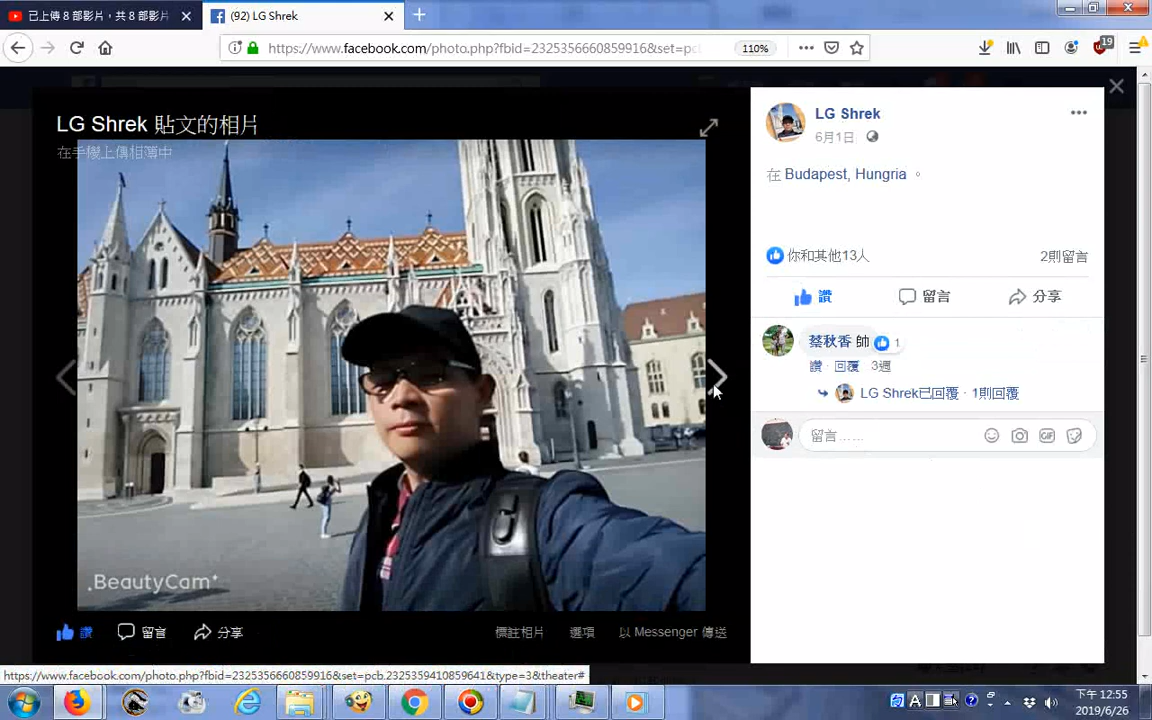 已上傳 8 部影片，共 8 部影片
(92) LG Shrek
https://www.facebook.com/photo.php?fbid=2325356660859916&set=pcb
110%
19
LG Shrek 貼文的相片
在手機上傳相簿中
.BeautyCam+
讚
留言
分享
標註相片
選項
以 Messenger 傳送
LG Shrek
6月1日
在 Budapest, Hungria 。
你和其他13人
2則留言
讚
留言
分享
蔡秋香 帥
1
讚 · 回覆 · 3週
LG Shrek已回覆 · 1則回覆
留言......
GIF
https://www.facebook.com/photo.php?fbid=2325356660859916&set=pcb.2325359410859641&type=3&theater#
下午 12:55
2019/6/26